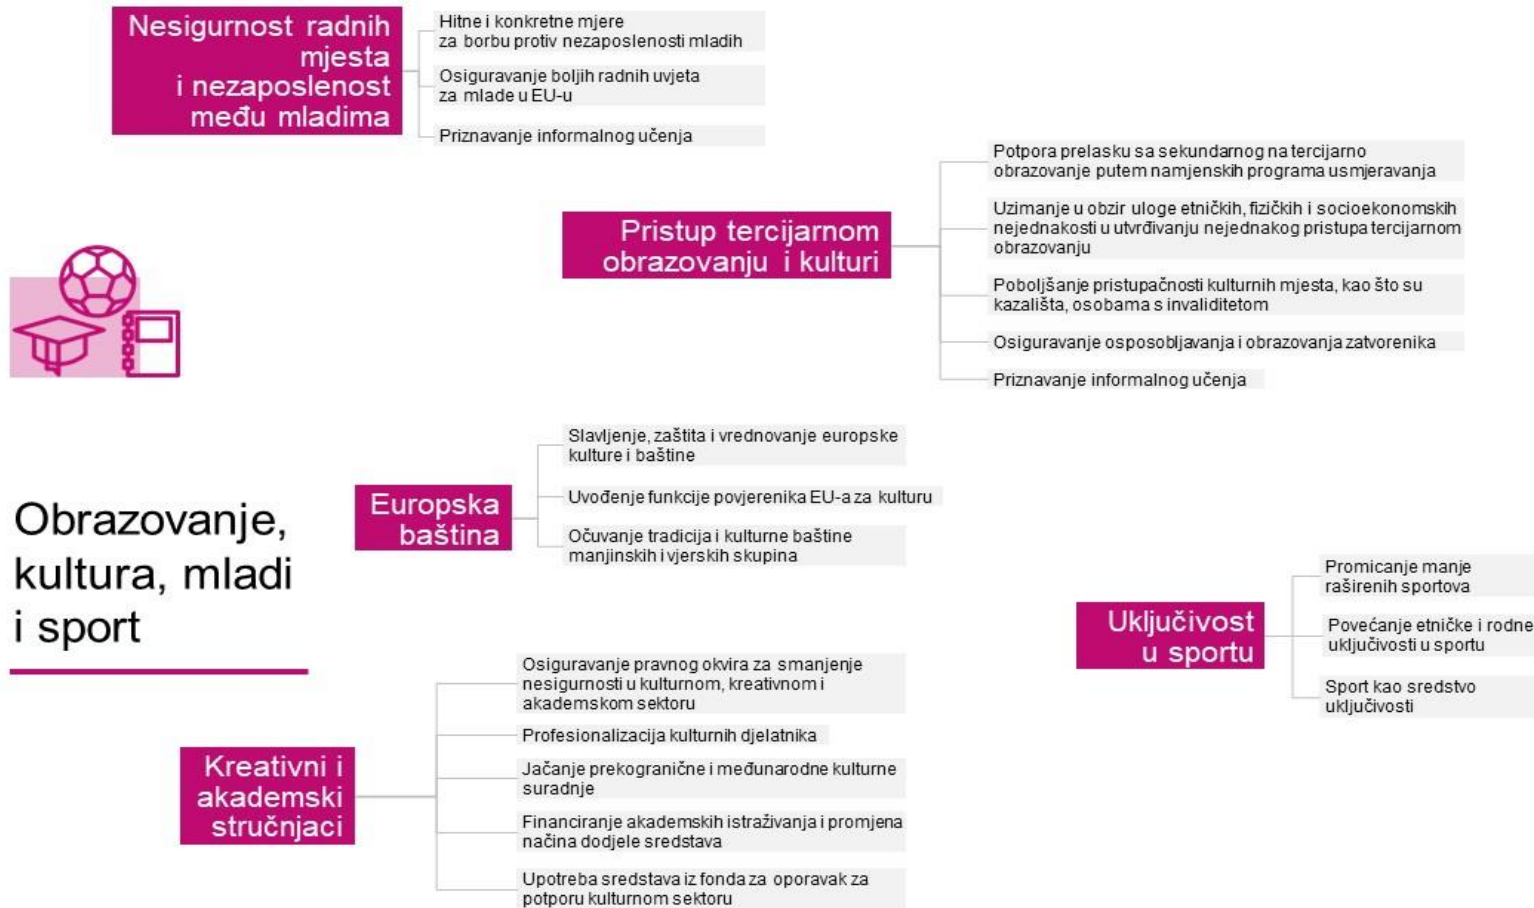 Nesigurnost radnih
mjesta
i nezaposlenost
među mladima
Hitne i konkretne mjere
za borbu protiv nezaposlenosti mladih
Osiguravanje boljih radnih uvjeta
za mlade u EU-u
Priznavanje informalnog učenja
Pristup tercijarnom
obrazovanju i kulturi
Potpora prelasku sa sekundarnog na tercijarno
obrazovanje putem namjenskih programa usmjeravanja
Uzimanje u obzir uloge etničkih, fizičkih i socioekonomskih
nejednakosti u utvrđivanju nejednakog pristupa tercijarnom
obrazovanju
Poboljšanje pristupačnosti kulturnih mjesta, kao što su
kazališta, osobama s invaliditetom
Osiguravanje osposobljavanja i obrazovanja zatvorenika
Priznavanje informalnog učenja
Obrazovanje,
kultura, mladi
i sport
Europska
baština
Slavljenje, zaštita i vrednovanje europske
kulture i baštine
Uvođenje funkcije povjerenika EU-a za kulturu
Očuvanje tradicija i kulturne baštine
manjinskih i vjerskih skupina
Uključivost
u sportu
Promicanje manje
raširenih sportova
Povećanje etničke i rodne
uključivosti u sportu
Sport kao sredstvo
uključivosti
Kreativni i
akademski
stručnjaci
Osiguravanje pravnog okvira za smanjenje
nesigurnosti u kulturnom, kreativnom i
akademskom sektoru
Profesionalizacija kulturnih djelatnika
Jačanje prekogranične i međunarodne kulturne
suradnje
Financiranje akademskih istraživanja i promjena
načina dodjele sredstava
Upotreba sredstava iz fonda za oporavak za
potporu kulturnom sektoru